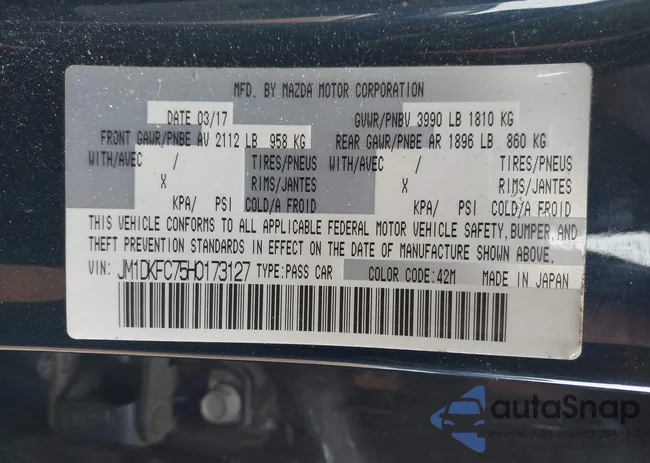 MFD. BY MAZDA MOTOR CORPORATION
DATE 03/17 GVWR/PNBV 3990 LB 1810 KG
FRONT GAWR/PNBE AV 2112 LB 958 KG REAR GAWR/PNBE AR 1896 LB 860 KG
WITH/AVEC / TIRES/PNEUS WITH/AVEC / TIRES/PNEUS
X RIMS/JANTES X RIMS/JANTES
KPA/ PSI COLD/A FROID KPA/ PSI COLD/A FROID
THIS VEHICLE CONFORMS TO ALL APPLICABLE FEDERAL MOTOR VEHICLE SAFETY, BUMPER, AND
THEFT PREVENTION STANDARDS IN EFFECT ON THE DATE OF MANUFACTURE SHOWN ABOVE.
VIN: JM1DKFC75H0173127 TYPE:PASS CAR COLOR CODE:42M MADE IN JAPAN
autoSnap